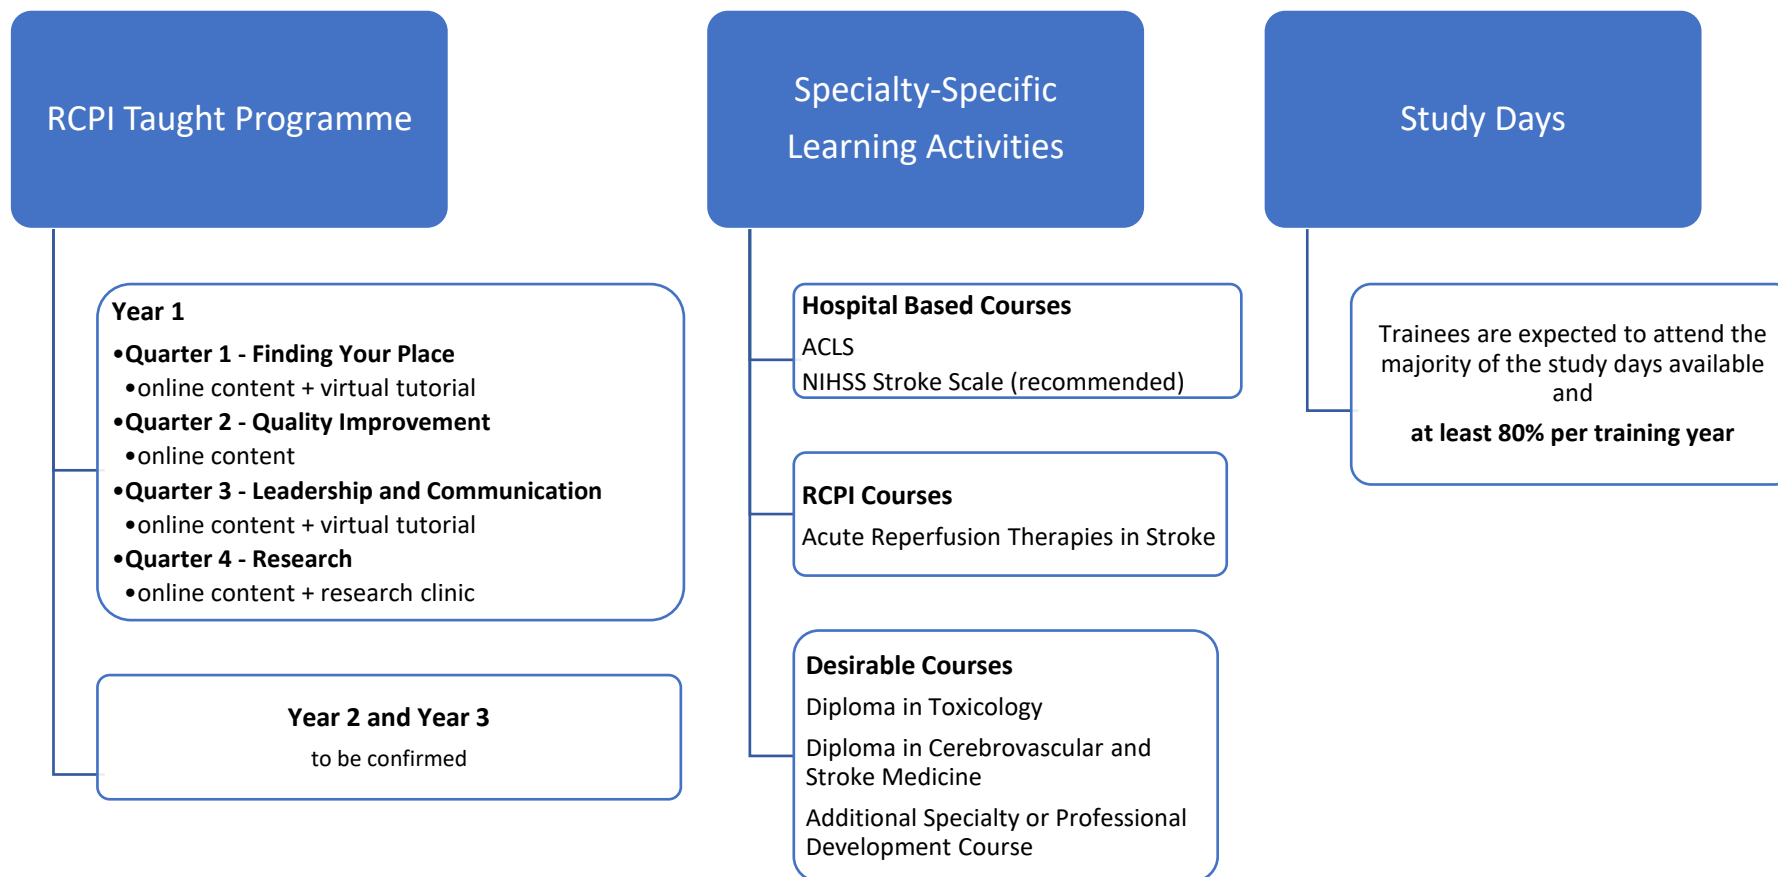 RCPI Taught Programme
Year 1
•Quarter 1 - Finding Your Place
•online content + virtual tutorial
•Quarter 2 - Quality Improvement
•online content
•Quarter 3 - Leadership and Communication
•online content + virtual tutorial
•Quarter 4 - Research
•online content + research clinic
Year 2 and Year 3
to be confirmed
Specialty-Specific
Learning Activities
Hospital Based Courses
ACLS
NIHSS Stroke Scale (recommended)
RCPI Courses
Acute Reperfusion Therapies in Stroke
Desirable Courses
Diploma in Toxicology
Diploma in Cerebrovascular and
Stroke Medicine
Additional Specialty or Professional
Development Course
Study Days
Trainees are expected to attend the
majority of the study days available
and
at least 80% per training year